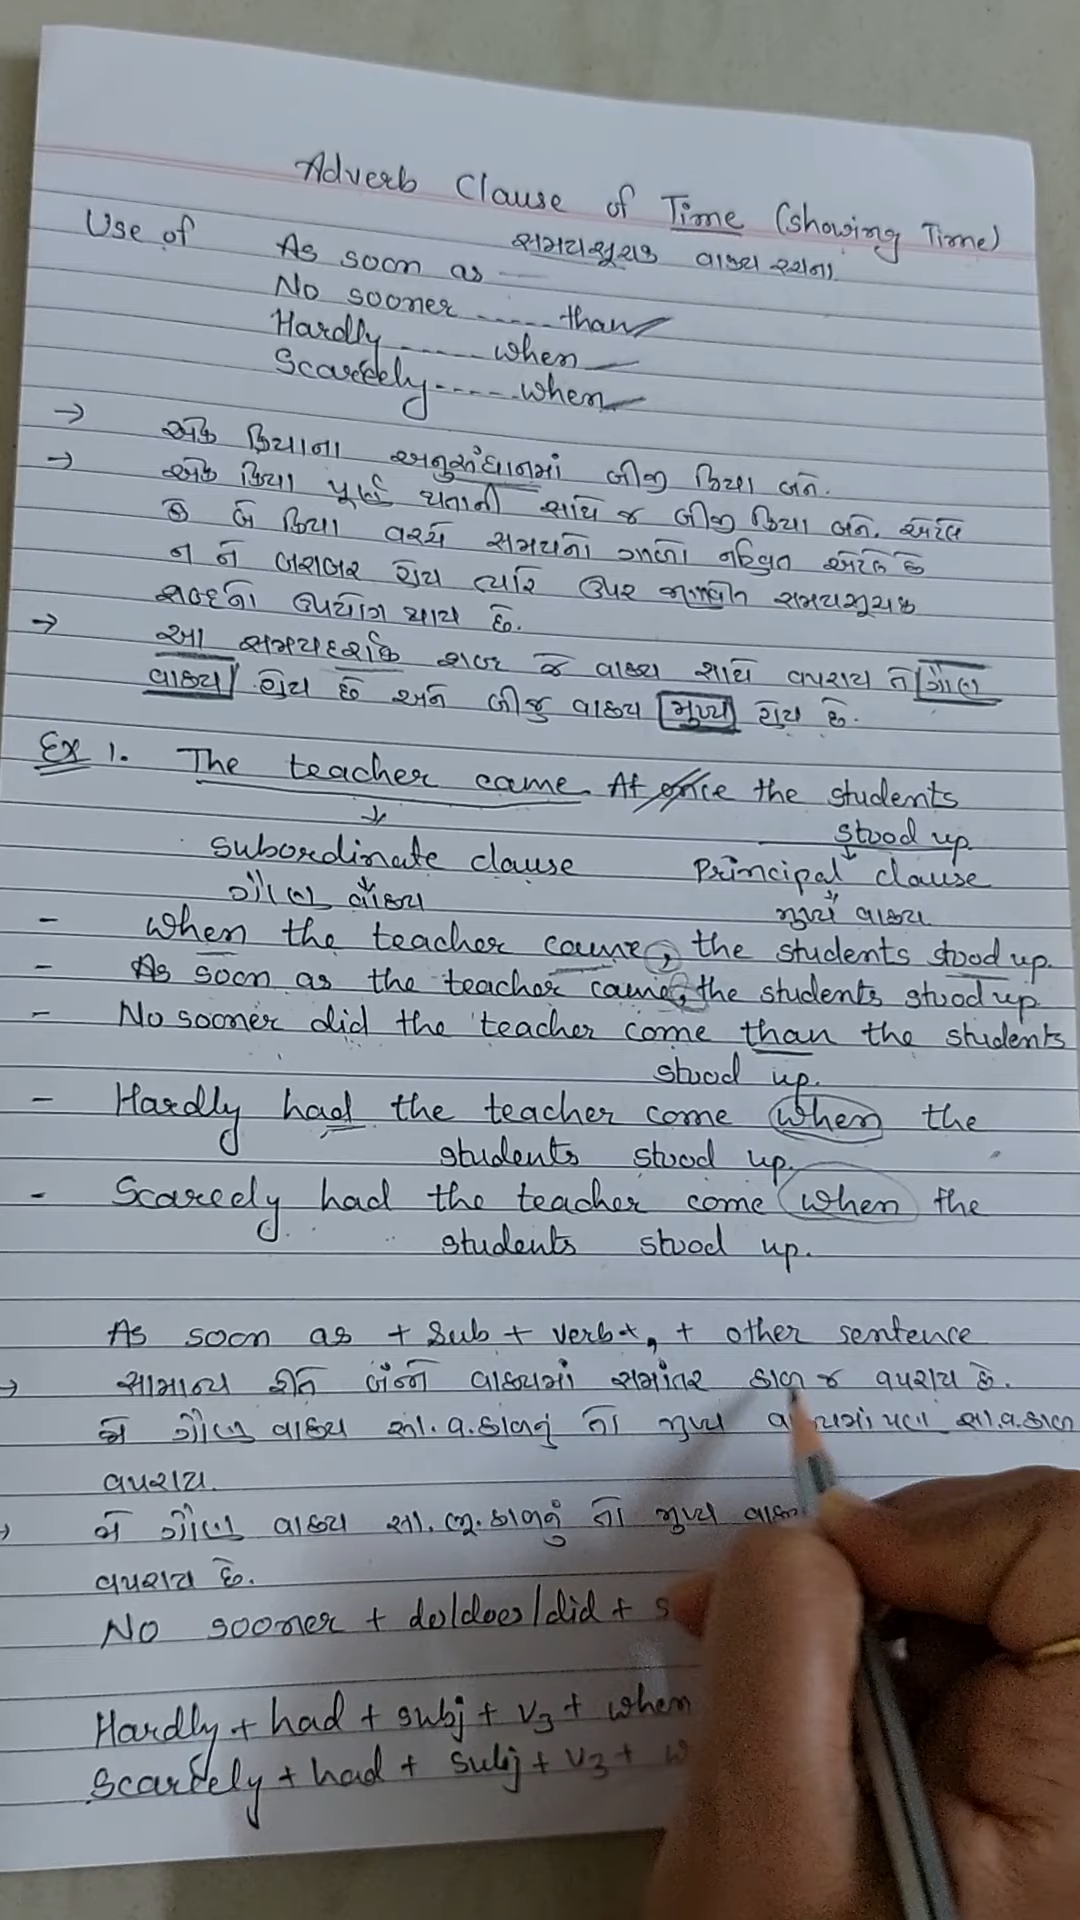 Adverb Clause of Time (showing Time)
Use of As soon as સમયસૂચક વાક્ય રચના
No sooner ..... than
Hardly ...... when
Scarcely ..... when
→ એક ક્રિયાના અનુસંધાનમાં બીજી ક્રિયા બને.
→ એક ક્રિયા પૂર્ણ થતાની સાથે જ બીજી ક્રિયા બને. એટલે
કે બે ક્રિયા વચ્ચે સમયનો ગાળો નહિવત એટલે કે
ન ને બરાબર હોય ત્યારે ઉપર મુજબના સમયસૂચક
શબ્દનો ઉપયોગ થાય છે.
→ આ સમયદર્શક શબ્દ જે વાક્ય સાથે વપરાય તે ગૌણ
વાક્ય હોય છે અને બીજુ વાક્ય મુખ્ય હોય છે.
Ex 1. The teacher came. At once the students
stood up.
subordinate clause Principal clause
ગૌણ વાક્ય મુખ્ય વાક્ય
- When the teacher came, the students stood up.
- As soon as the teacher came, the students stood up
- No sooner did the teacher come than the students
stood up.
- Hardly had the teacher come when the
students stood up.
- Scarcely had the teacher come when the
students stood up.
As soon as + Sub + verb+, + other sentence
→ સામાન્ય રીતે બંન્ને વાક્યમાં સમાંતર કાળ જ વપરાય છે.
જો ગૌણ વાક્ય સા.વ.કાળનું તો મુખ્ય પણ સા.વ.કાળ
વપરાય.
→ જો ગૌણ વાક્ય સા.ભૂ.કાળનું તો મુખ્ય
વપરાય છે.
No sooner + do/does/did + s
Hardly + had + subj + v3 + when
Scarcely + had + subj + v3 + w